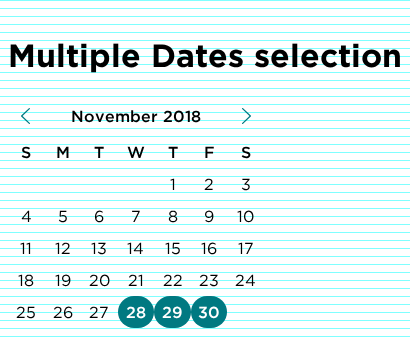 Multiple Dates selection
November 2018
S M T W T F S
1 2 3
4 5 6 7 8 9 10
11 12 13 14 15 16 17
18 19 20 21 22 23 24
25 26 27 28 29 30